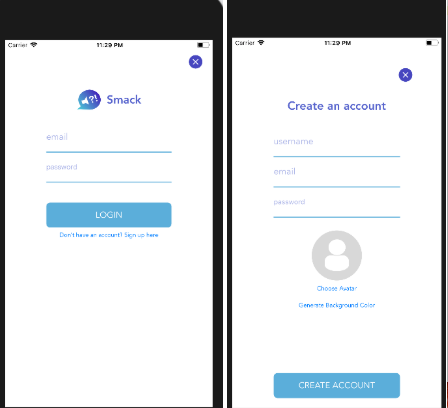 Carrier 11:29 PM
?!
Smack
email
password
LOGIN
Don't have an account? Sign up here
Carrier 11:29 PM
Create an account
username
email
password
Choose Avatar
Generate Background Color
CREATE ACCOUNT